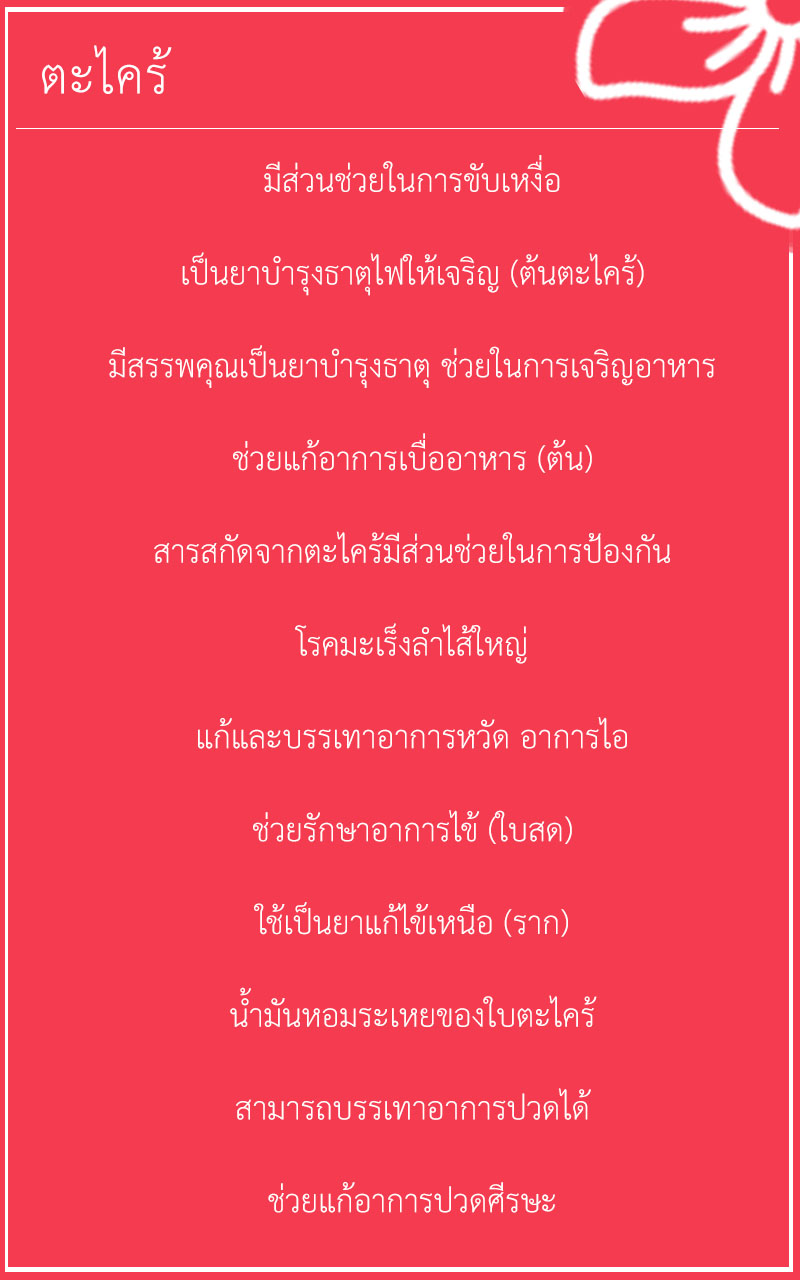 ตะไคร้
มีส่วนช่วยในการขับเหงื่อ
เป็นยาบำรุงธาตุไฟให้เจริญ (ต้นตะไคร้)
มีสรรพคุณเป็นยาบำรุงธาตุ ช่วยในการเจริญอาหาร
ช่วยแก้อาการเบื่ออาหาร (ต้น)
สารสกัดจากตะไคร้มีส่วนช่วยในการป้องกัน
โรคมะเร็งลำไส้ใหญ่
แก้และบรรเทาอาการหวัด อาการไอ
ช่วยรักษาอาการไข้ (ใบสด)
ใช้เป็นยาแก้ไข้เหนือ (ราก)
น้ำมันหอมระเหยของใบตะไคร้
สามารถบรรเทาอาการปวดได้
ช่วยแก้อาการปวดศีรษะ